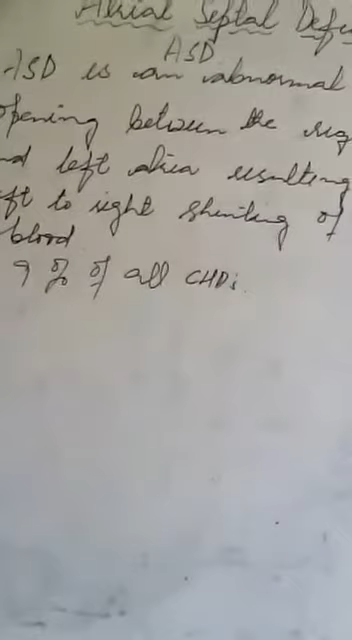 Atrial Septal Defe
ASD
ASD is an abnormal
opening between the rig
nd left atria resulting
ft to right shunting of
blood
9 % of all CHDs